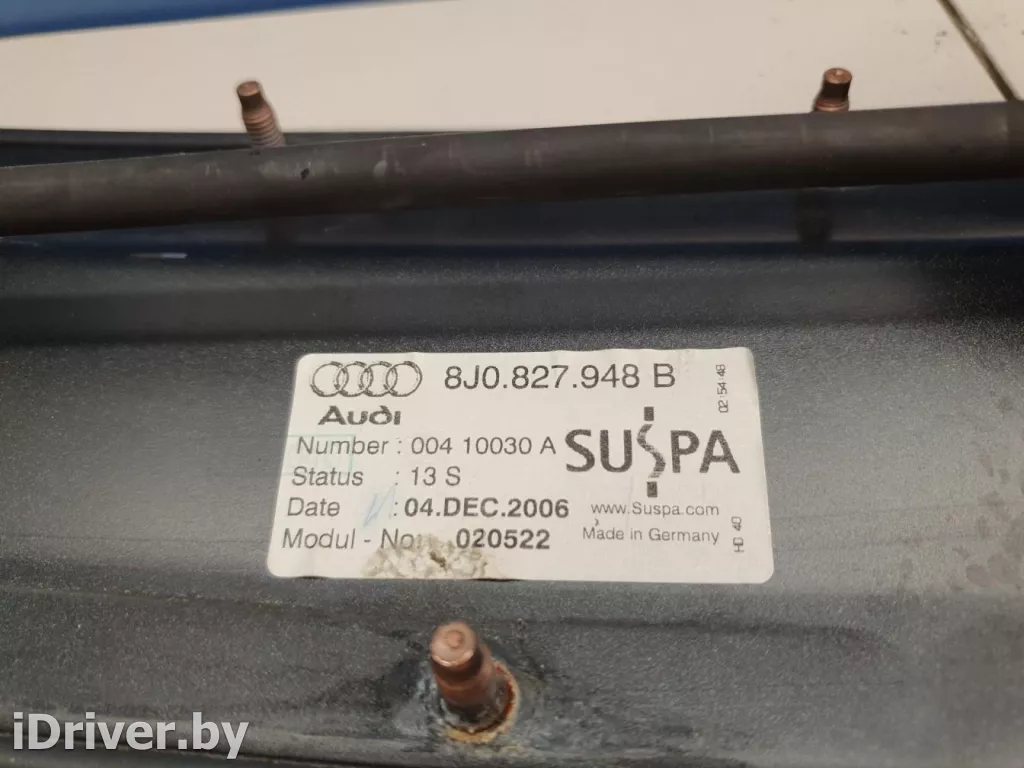 8J0.827.948 B
Audi
Number : 004 10030 A
SUSPA
Status : 13 S
Date : 04.DEC.2006
www.Suspa.com
Modul - No: 020522
Made in Germany
02:54:48
HD 40
iDriver.by